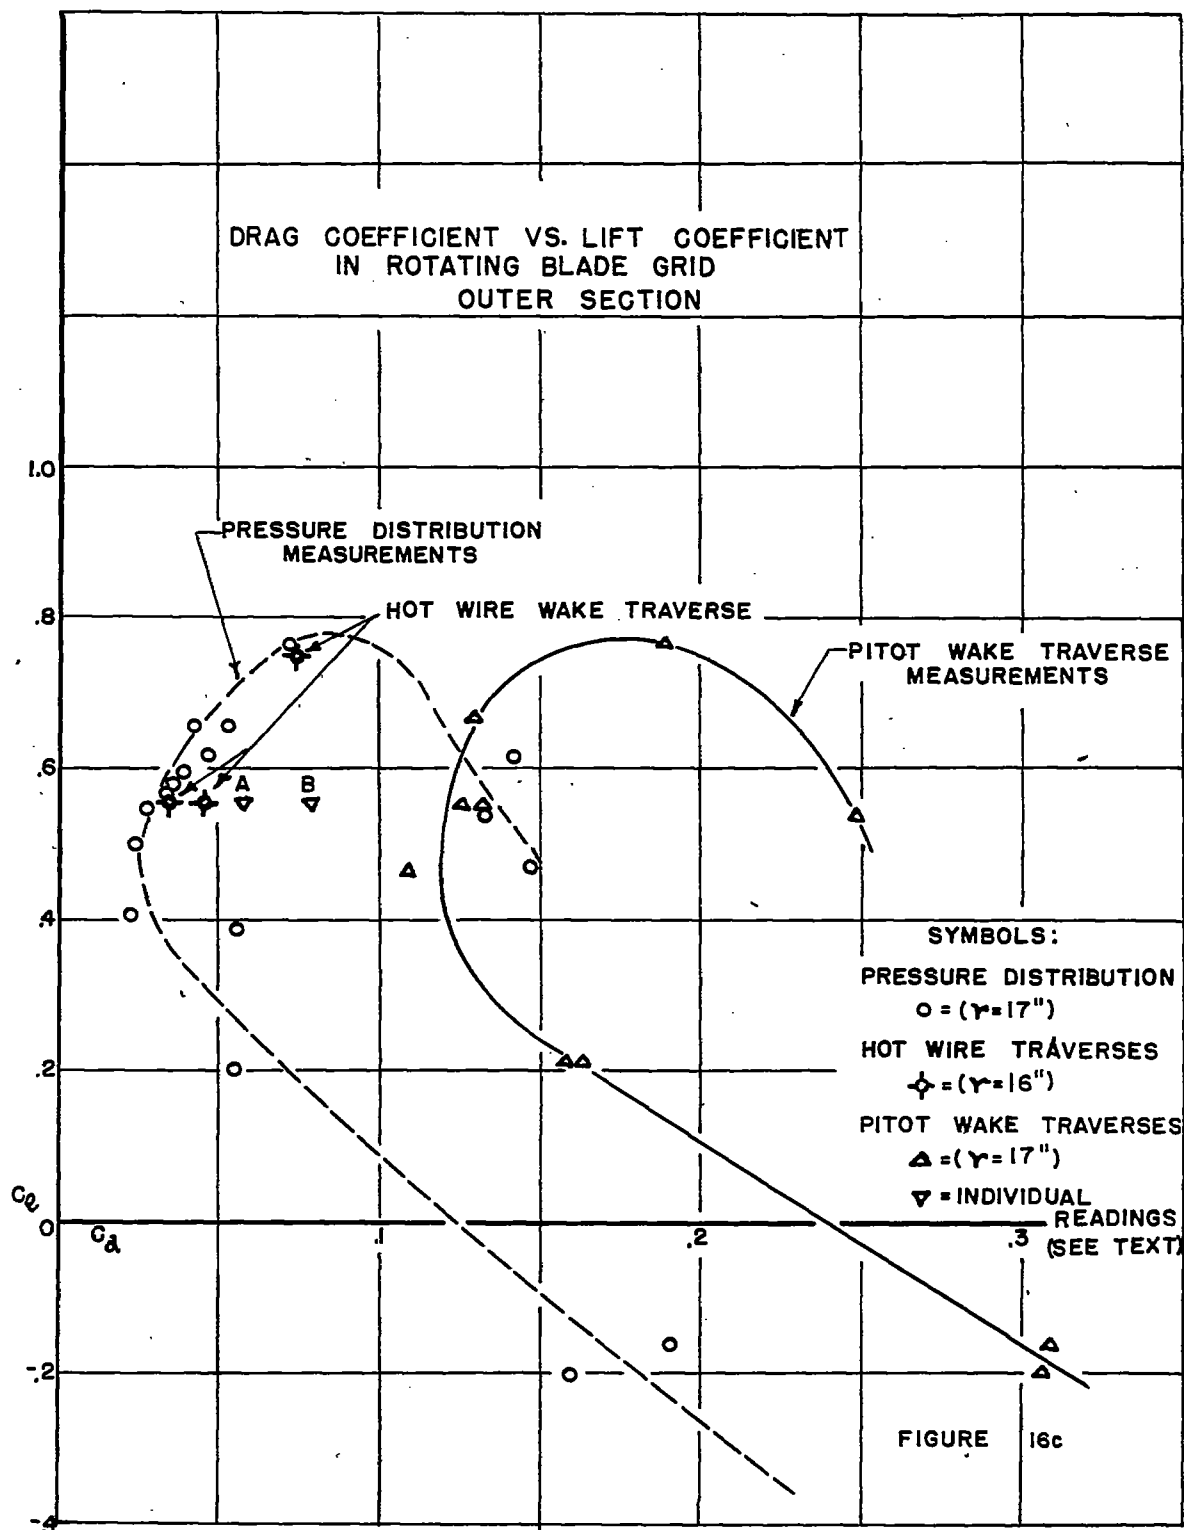 DRAG COEFFICIENT VS. LIFT COEFFICIENT
IN ROTATING BLADE GRID
OUTER SECTION
1.0
PRESSURE DISTRIBUTION
MEASUREMENTS
HOT WIRE WAKE TRAVERSE
.8
PITOT WAKE TRAVERSE
MEASUREMENTS
.6
A
B
.4
SYMBOLS:
PRESSURE DISTRIBUTION
O = (r=17")
HOT WIRE TRAVERSES
= (r=16")
.2
PITOT WAKE TRAVERSES
△ = (r=17")
▽ = INDIVIDUAL
READINGS
(SEE TEXT)
Cℓ
0
Cd
.1
.2
.3
-.2
FIGURE 16c
-.4